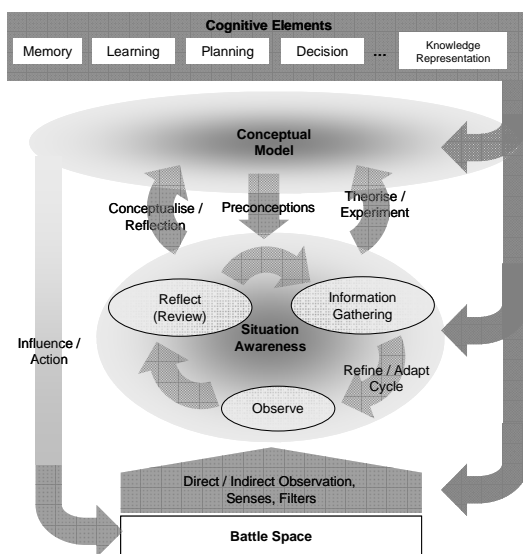 Cognitive Elements
Memory
Learning
Planning
Decision
...
Knowledge
Representation
Conceptual
Model
Conceptualise /
Reflection
Preconceptions
Theorise /
Experiment
Reflect
(Review)
Information
Gathering
Situation
Awareness
Influence /
Action
Refine / Adapt
Cycle
Observe
Direct / Indirect Observation,
Senses, Filters
Battle Space